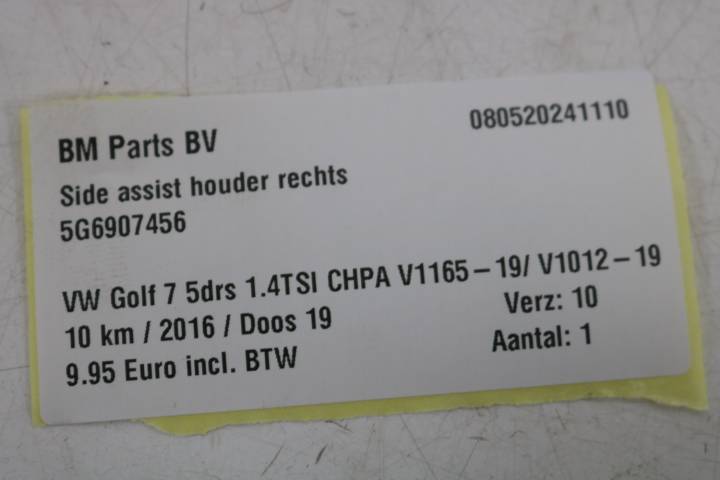 BM Parts BV
080520241110
Side assist houder rechts
5G6907456
VW Golf 7 5drs 1.4TSI CHPA V1165-19/ V1012-19
10 km / 2016 / Doos 19
Verz: 10
9.95 Euro incl. BTW
Aantal: 1